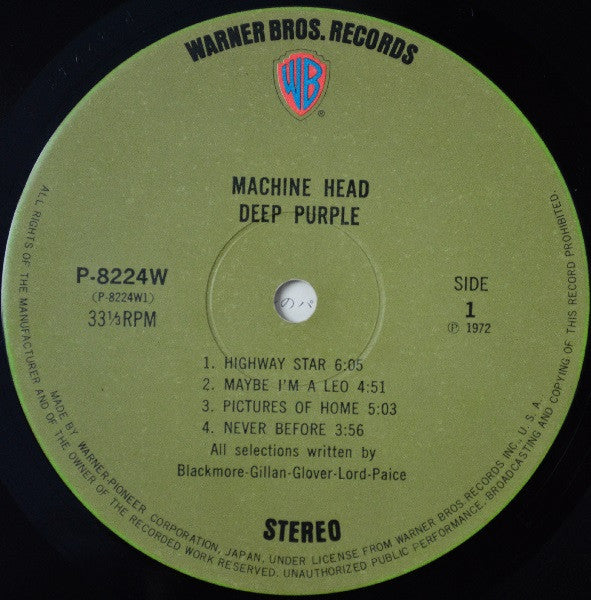 WARNER BROS. RECORDS
WB
®
MACHINE HEAD
DEEP PURPLE
P-8224W
(P-8224W1)
33⅓RPM
SIDE
1
Ⓟ 1972
のパ
1. HIGHWAY STAR 6:05
2. MAYBE I'M A LEO 4:51
3. PICTURES OF HOME 5:03
4. NEVER BEFORE 3:56
All selections written by
Blackmore-Gillan-Glover-Lord-Paice
STEREO
MADE BY WARNER-PIONEER CORPORATION, JAPAN, UNDER LICENSE FROM WARNER BROS. RECORDS INC., U. S. A.
ALL RIGHTS OF THE MANUFACTURER AND OF THE OWNER OF THE RECORDED WORK RESERVED. UNAUTHORIZED PUBLIC PERFORMANCE, BROADCASTING AND COPYING OF THIS RECORD PROHIBITED.